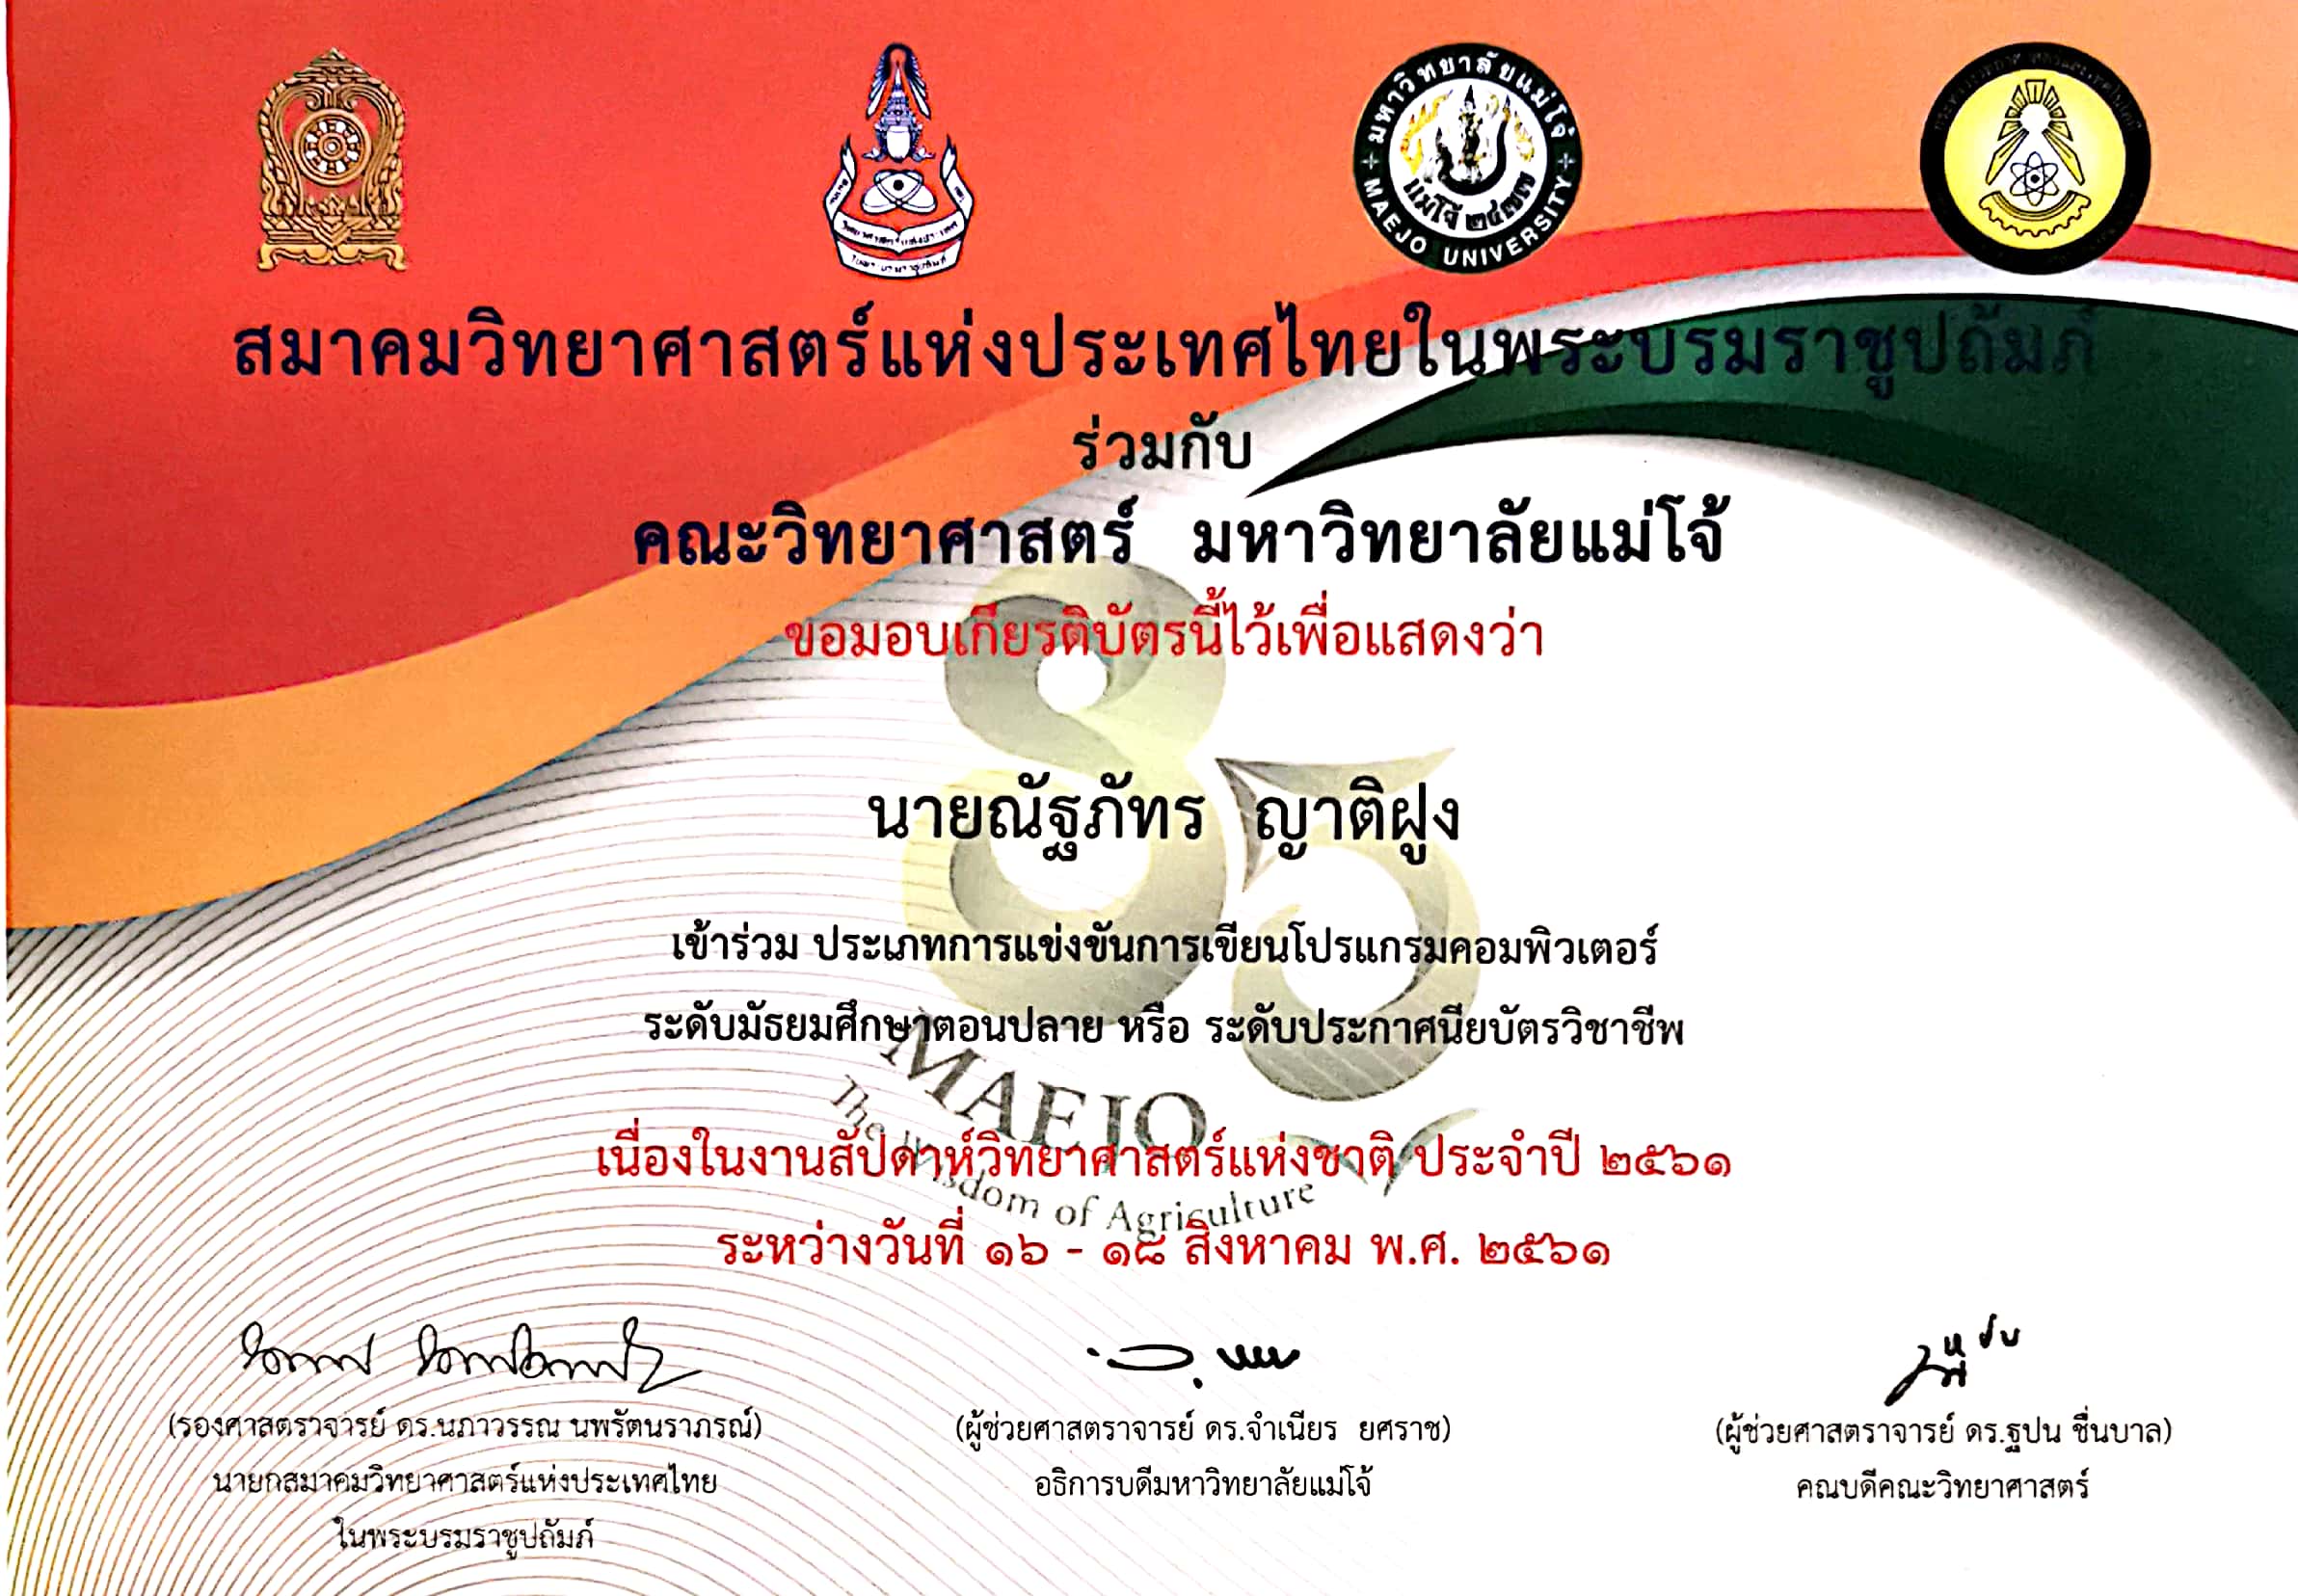 มหาวิทยาลัยแม่โจ้
แม่โจ้ ๒๔๗๗
MAEJO UNIVERSITY
สมาคมวิทยาศาสตร์แห่งประเทศไทยในพระบรมราชูปถัมภ์
ร่วมกับ
คณะวิทยาศาสตร์ มหาวิทยาลัยแม่โจ้
ขอมอบเกียรติบัตรนี้ไว้เพื่อแสดงว่า
85
นายณัฐภัทร ญาติฝูง
เข้าร่วม ประเภทการแข่งขันการเขียนโปรแกรมคอมพิวเตอร์
ระดับมัธยมศึกษาตอนปลาย หรือ ระดับประกาศนียบัตรวิชาชีพ
MAEJO
The Wisdom of Agriculture
เนื่องในงานสัปดาห์วิทยาศาสตร์แห่งชาติ ประจำปี ๒๕๖๑
ระหว่างวันที่ ๑๖ - ๑๘ สิงหาคม พ.ศ. ๒๕๖๑
(รองศาสตราจารย์ ดร.นภาวรรณ นพรัตนราภรณ์)
นายกสมาคมวิทยาศาสตร์แห่งประเทศไทย
ในพระบรมราชูปถัมภ์
(ผู้ช่วยศาสตราจารย์ ดร.จำเนียร ยศราช)
อธิการบดีมหาวิทยาลัยแม่โจ้
(ผู้ช่วยศาสตราจารย์ ดร.ฐปน ชื่นบาล)
คณบดีคณะวิทยาศาสตร์